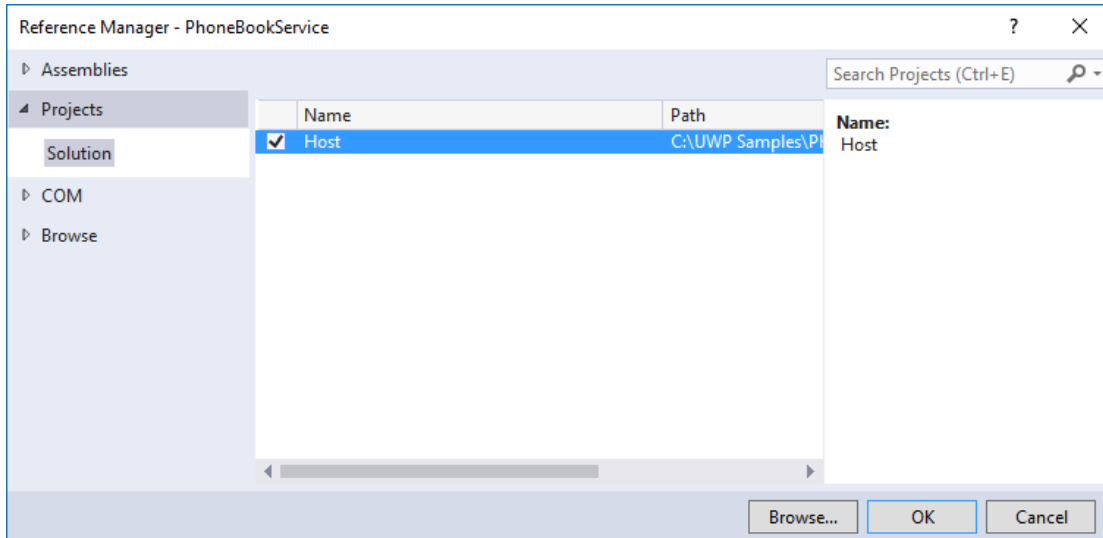 Reference Manager - PhoneBookService ?
Assemblies
Projects
Solution
COM
Browse
Name Path
Host C:\UWP Samples\Ph
Search Projects (Ctrl+E)
Name:
Host
Browse... OK Cancel